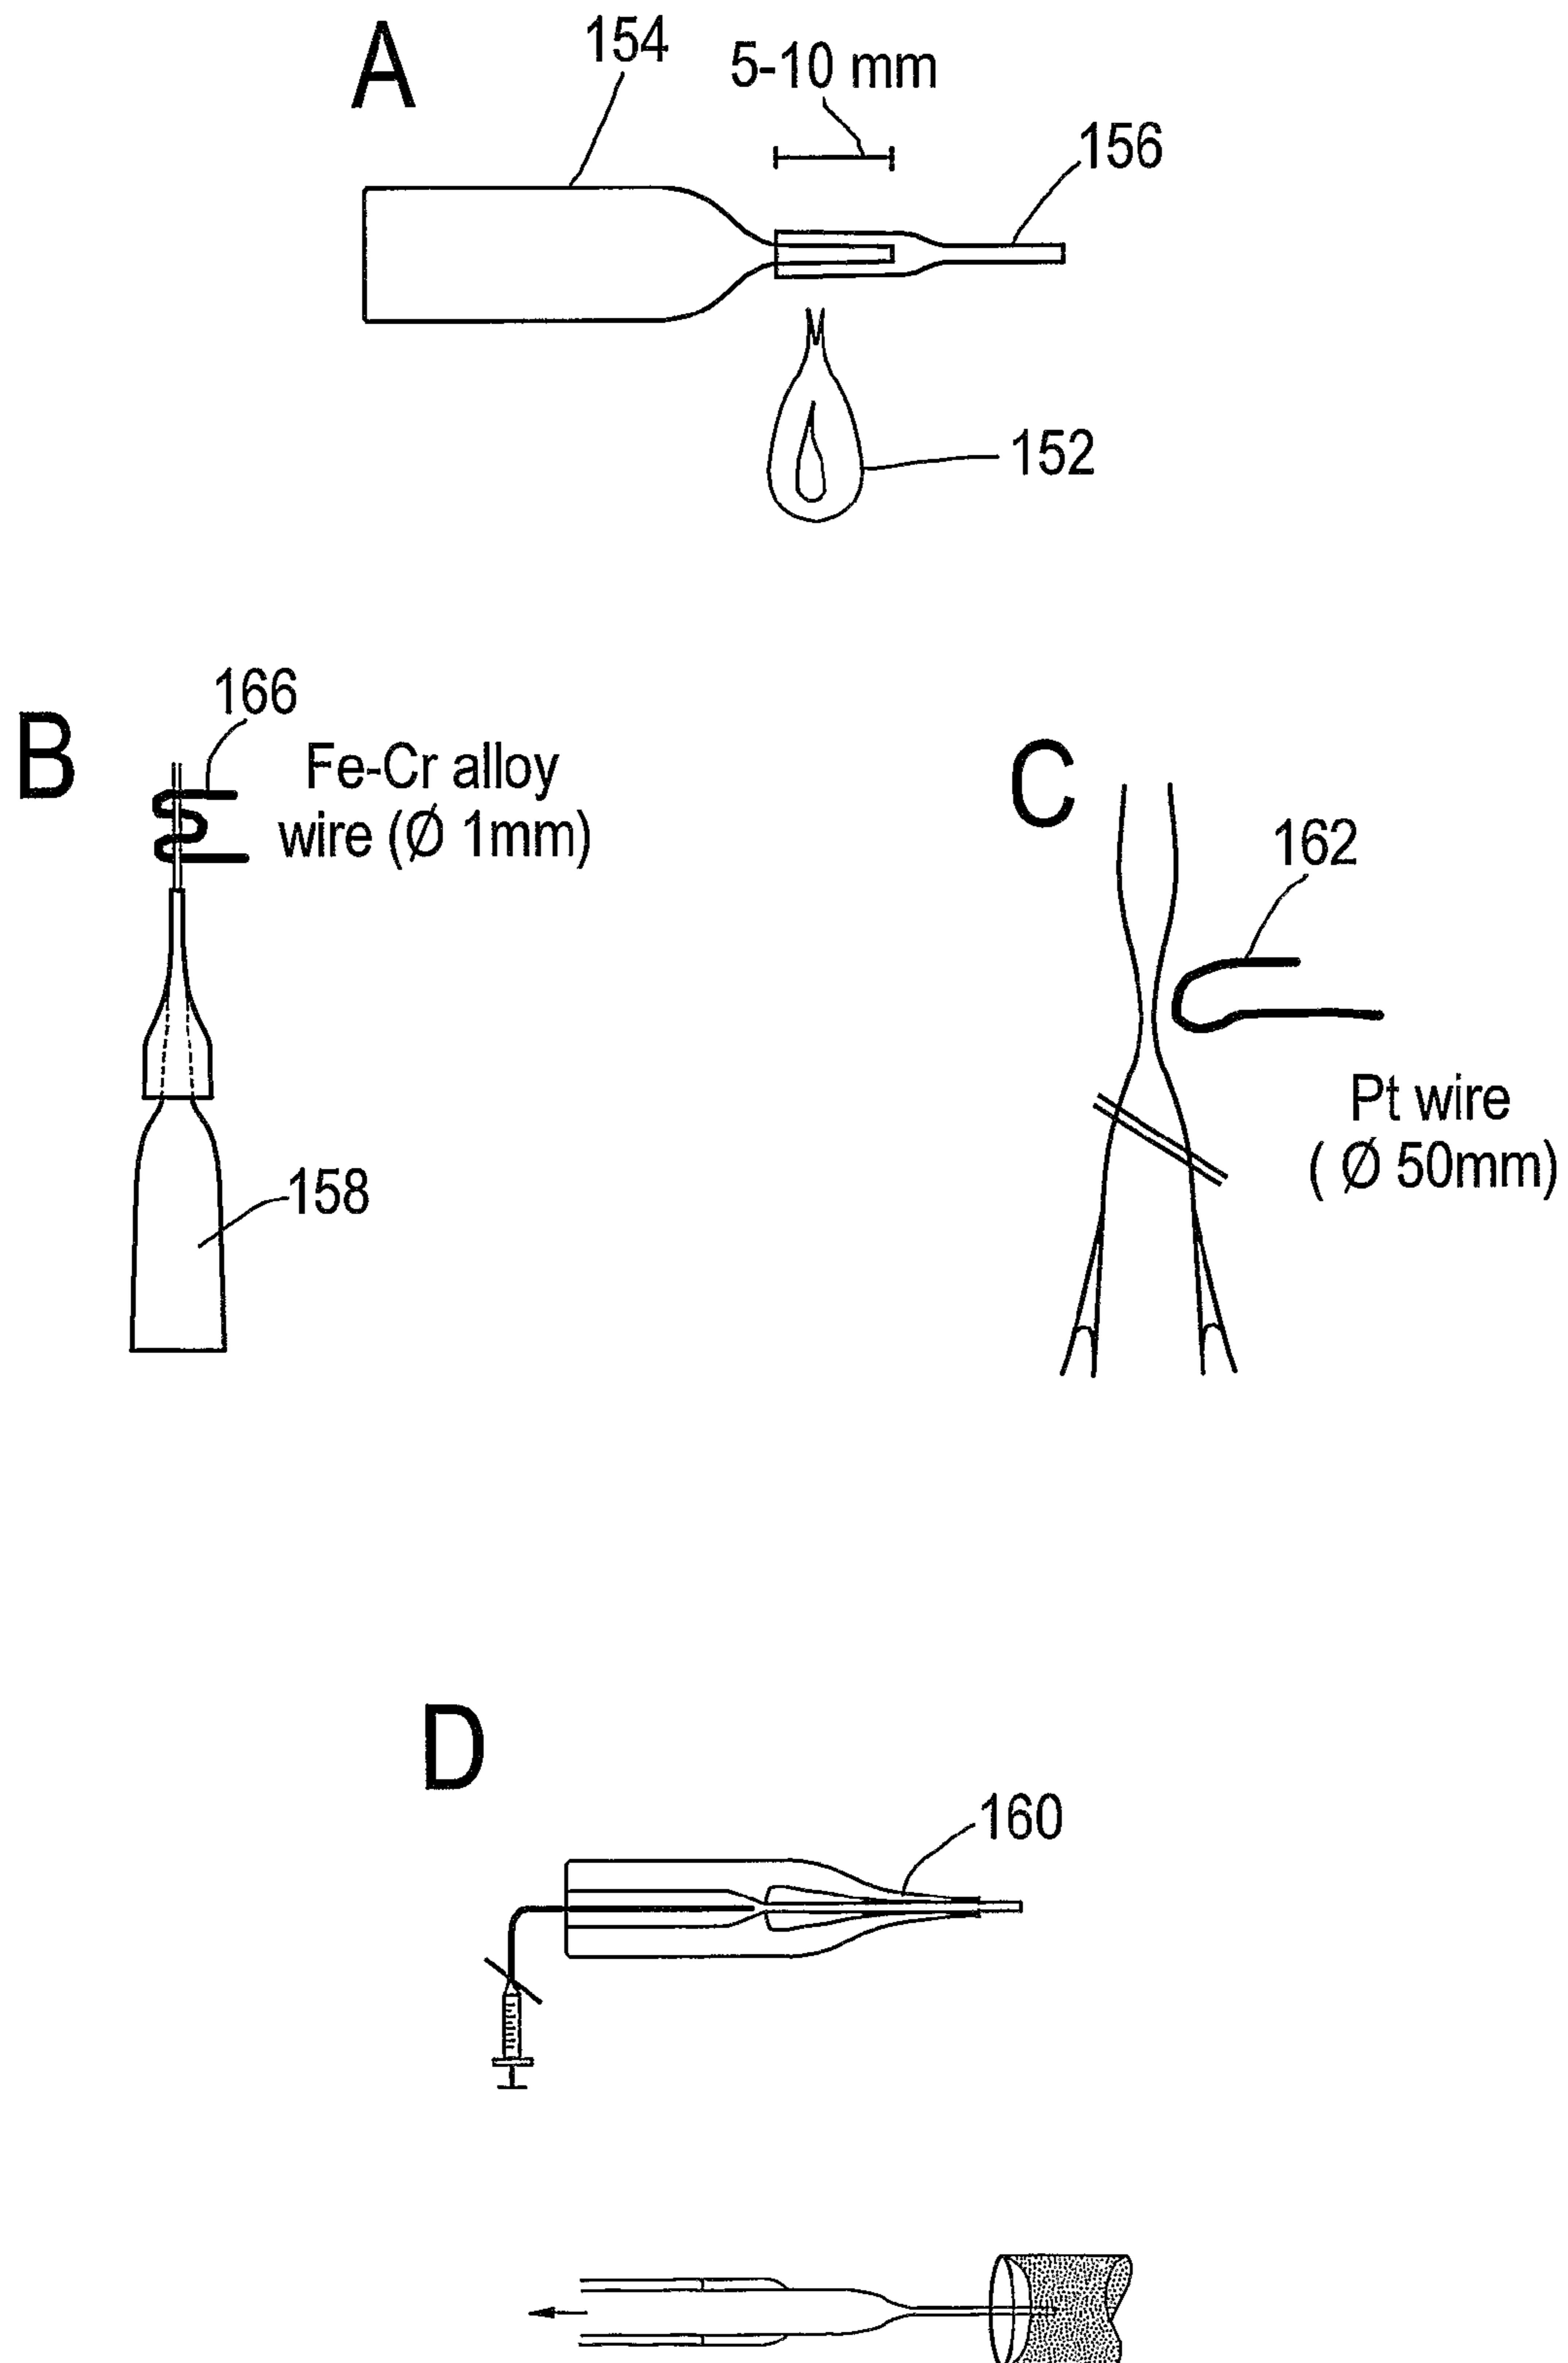 A
154
5-10 mm
156
152
B
166
Fe-Cr alloy
wire (Ø 1mm)
158
C
162
Pt wire
( Ø 50mm)
D
160